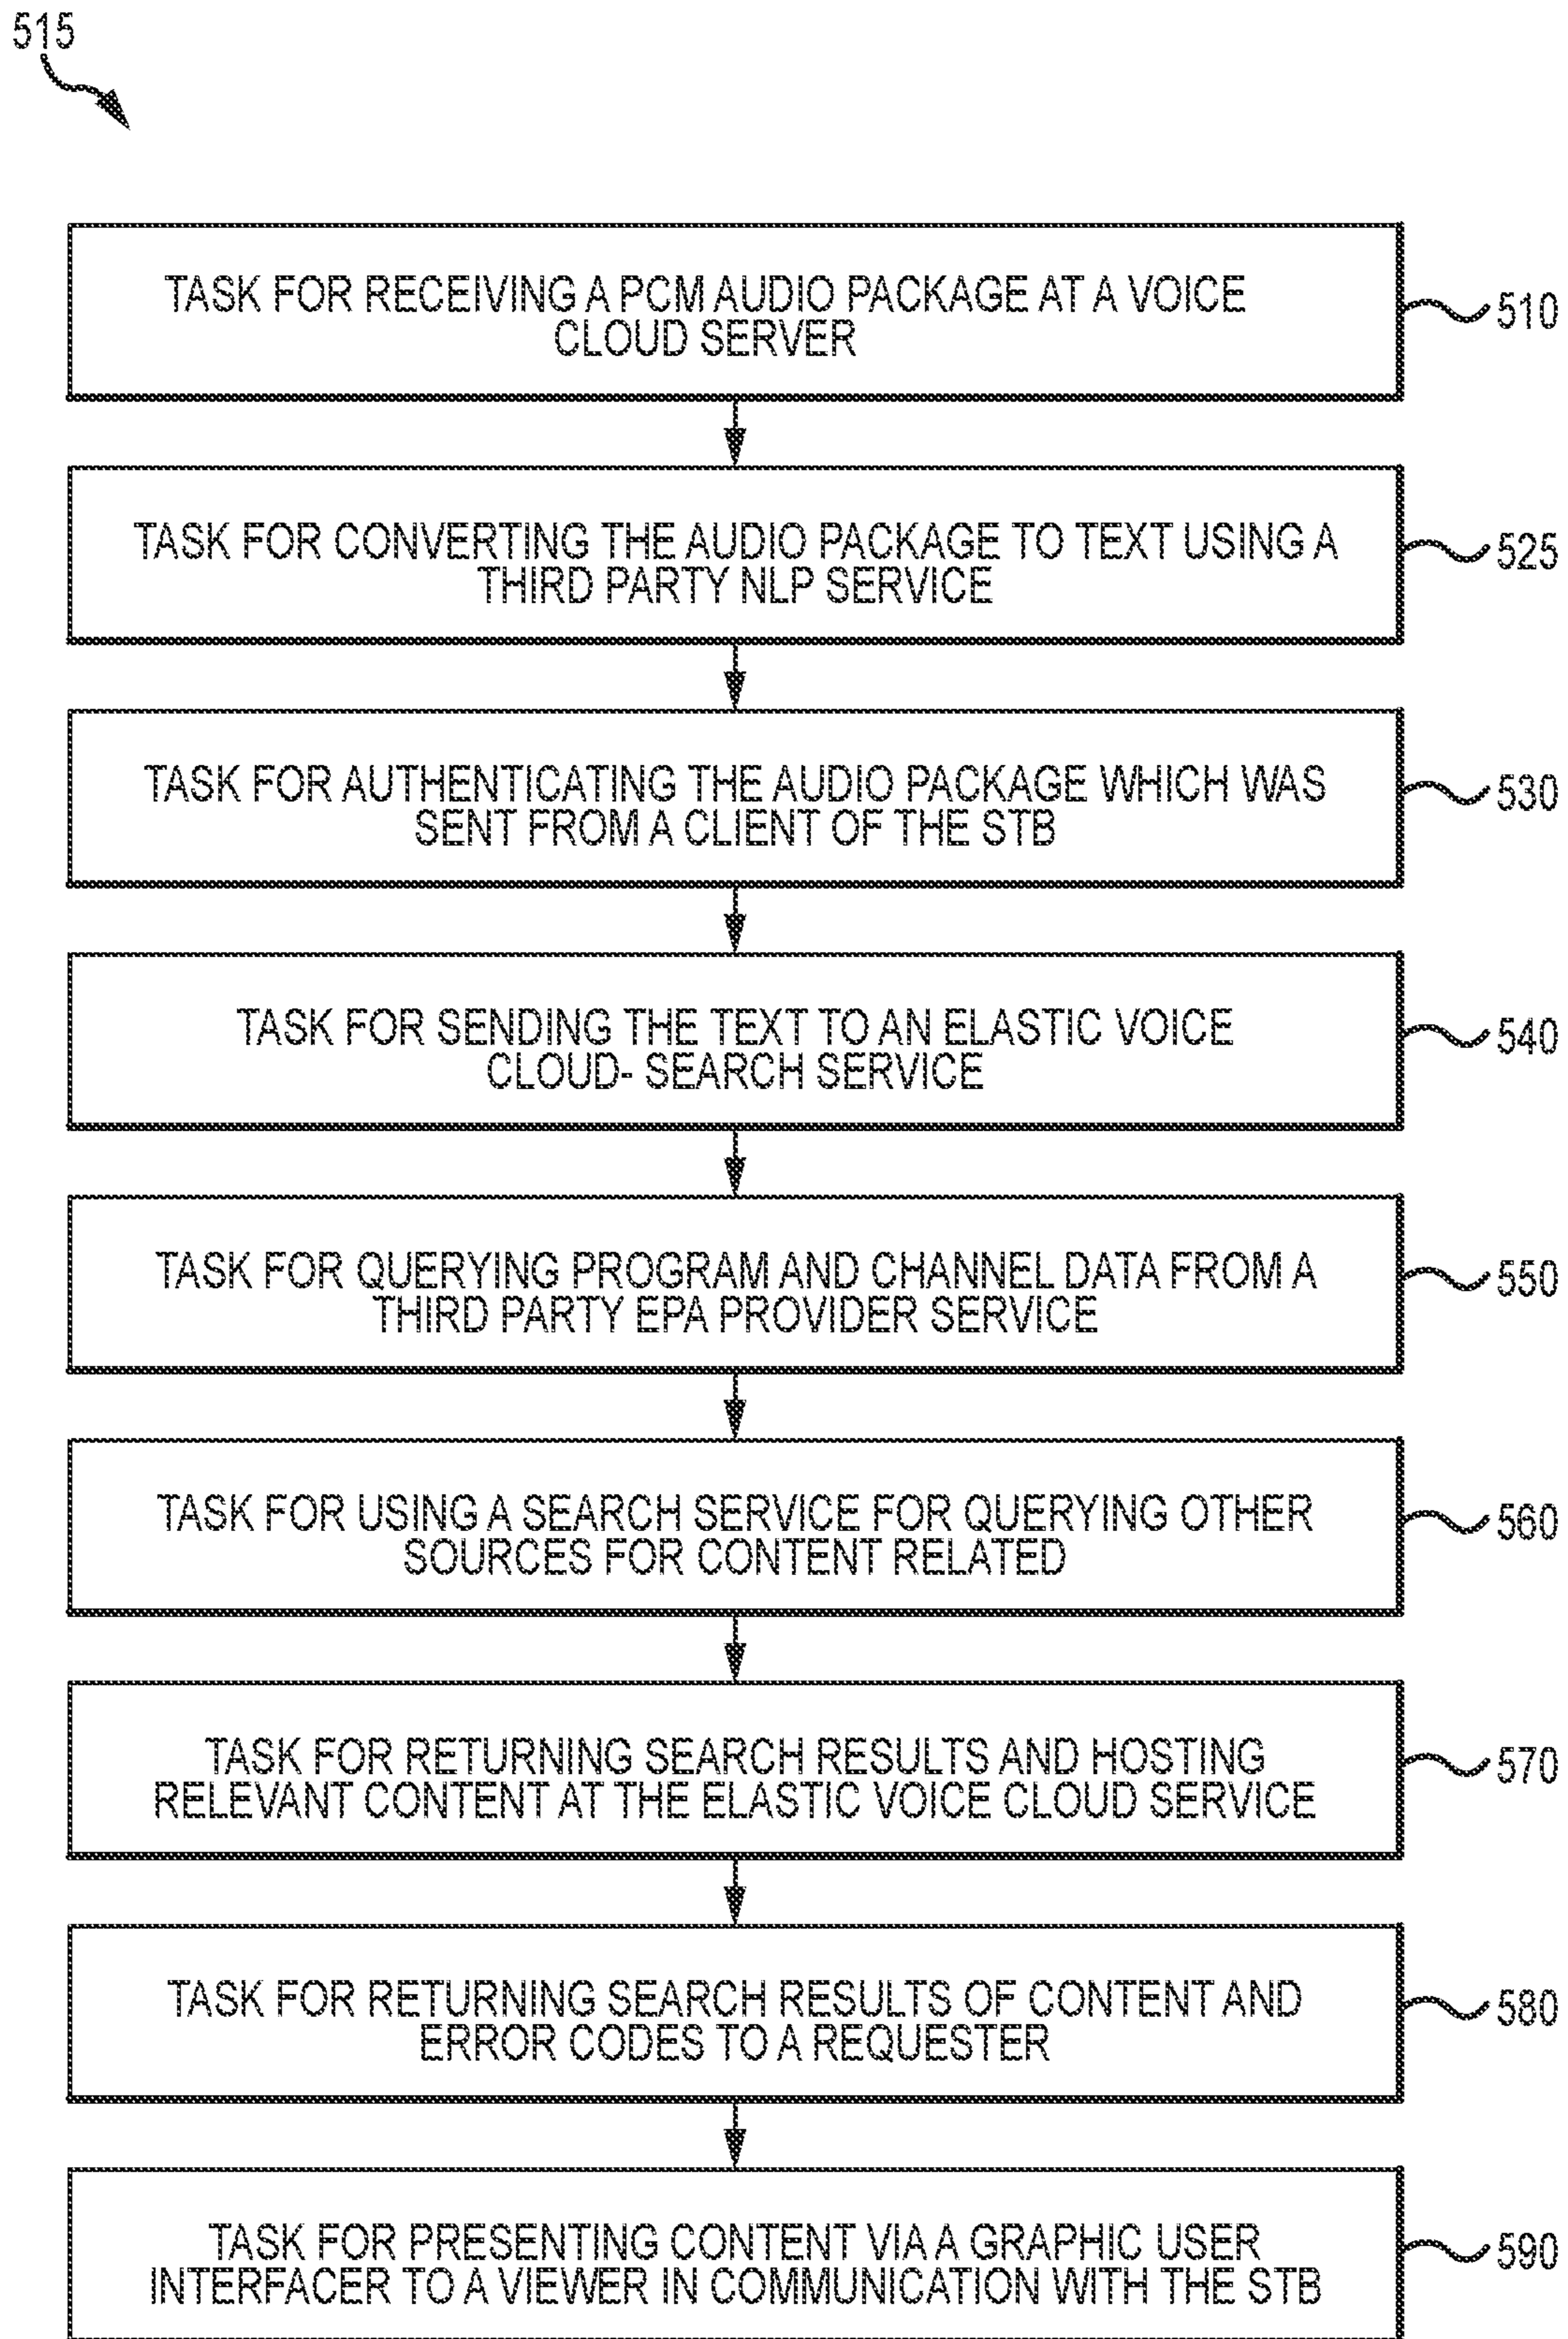 515
TASK FOR RECEIVING A PCM AUDIO PACKAGE AT A VOICE
CLOUD SERVER
510
TASK FOR CONVERTING THE AUDIO PACKAGE TO TEXT USING A
THIRD PARTY NLP SERVICE
525
TASK FOR AUTHENTICATING THE AUDIO PACKAGE WHICH WAS
SENT FROM A CLIENT OF THE STB
530
TASK FOR SENDING THE TEXT TO AN ELASTIC VOICE
CLOUD- SEARCH SERVICE
540
TASK FOR QUERYING PROGRAM AND CHANNEL DATA FROM A
THIRD PARTY EPA PROVIDER SERVICE
550
TASK FOR USING A SEARCH SERVICE FOR QUERYING OTHER
SOURCES FOR CONTENT RELATED
560
TASK FOR RETURNING SEARCH RESULTS AND HOSTING
RELEVANT CONTENT AT THE ELASTIC VOICE CLOUD SERVICE
570
TASK FOR RETURNING SEARCH RESULTS OF CONTENT AND
ERROR CODES TO A REQUESTER
580
TASK FOR PRESENTING CONTENT VIA A GRAPHIC USER
INTERFACER TO A VIEWER IN COMMUNICATION WITH THE STB
590